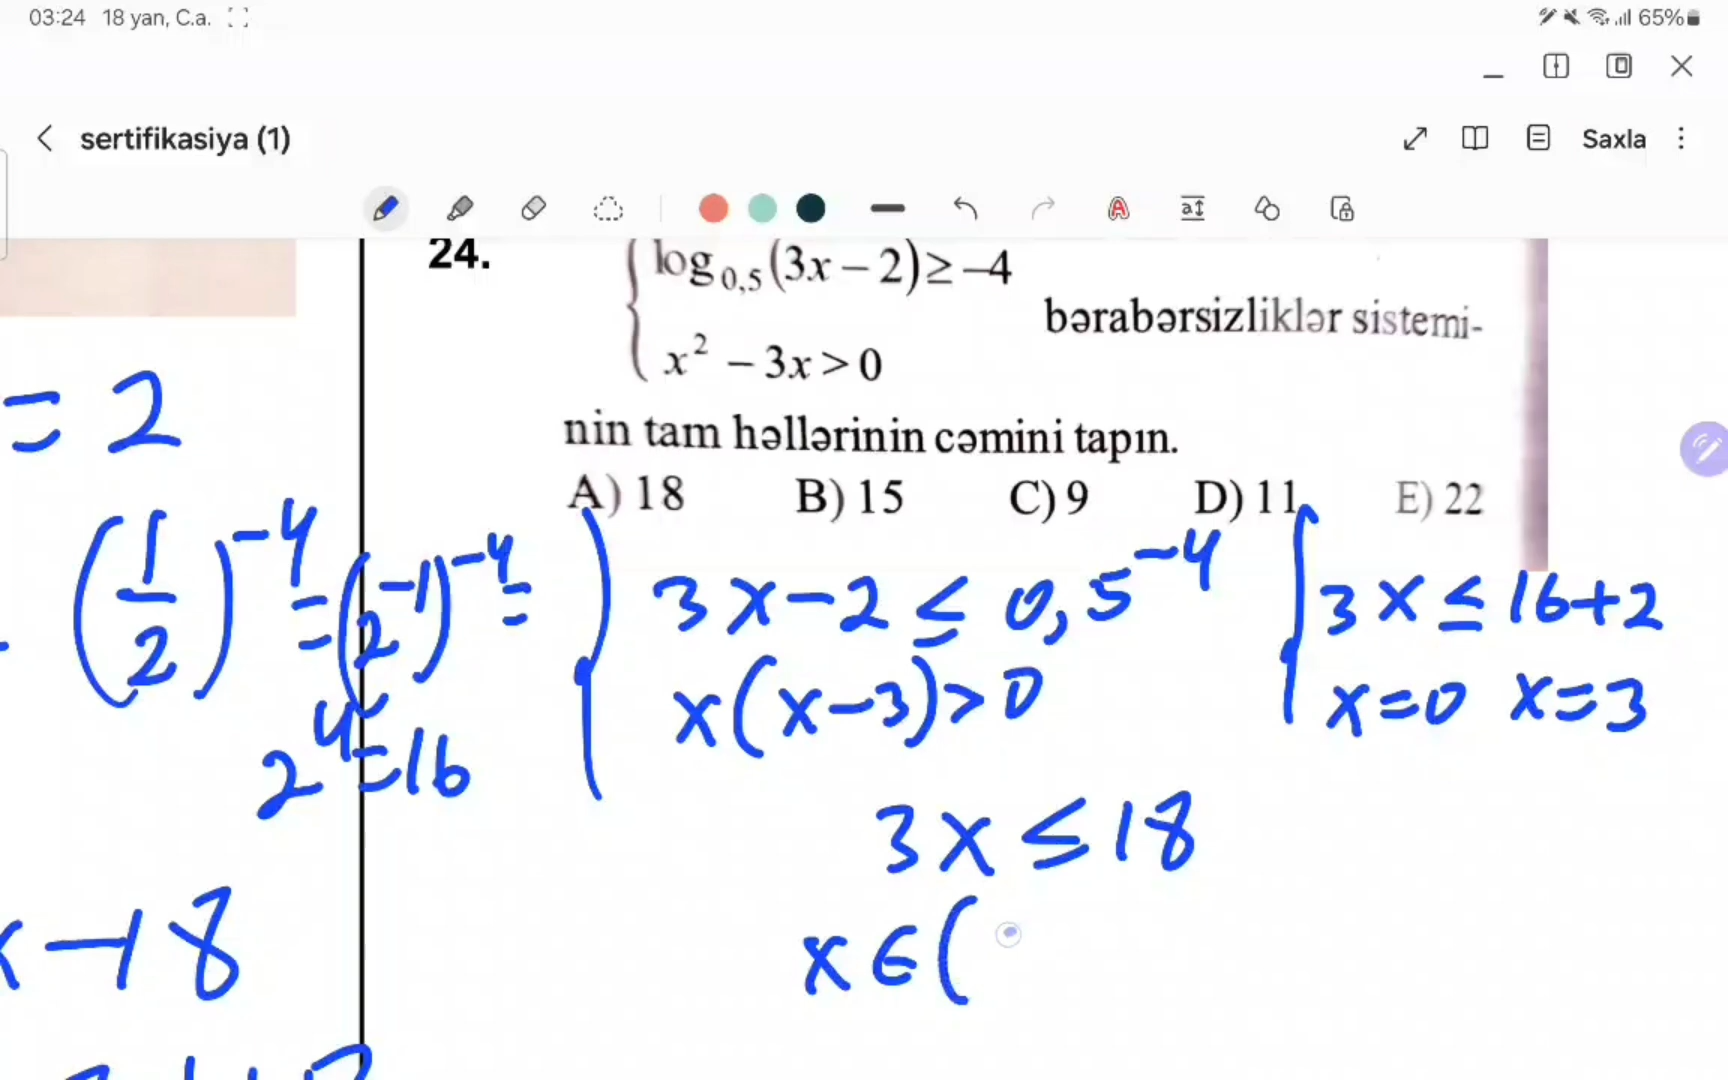 03:24 18 yan, C.a. 65%
sertifikasiya (1) Saxla
24.
log₀,₅(3x – 2) ≥ –4
x² – 3x > 0
bərabərsizliklər sistemi-
nin tam həllərinin cəmini tapın.
A) 18 B) 15 C) 9 D) 11 E) 22
= 2
(1/2)⁻⁴ = (2⁻¹)⁻⁴ =
2⁴ = 16
3x – 2 ≤ 0,5⁻⁴
x(x – 3) > 0
3x ≤ 16 + 2
x = 0 x = 3
3x ≤ 18
x ∈ (
– 18